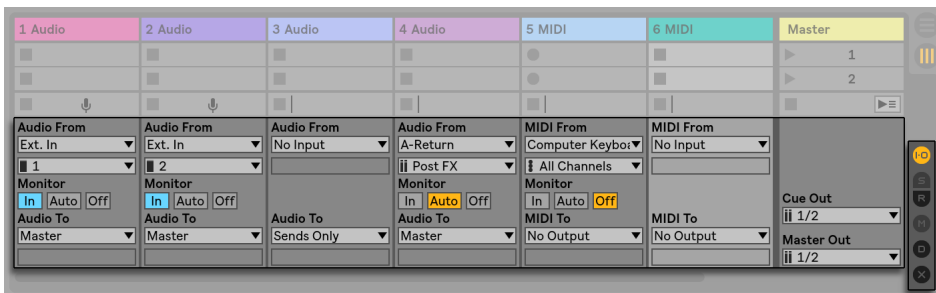 1 Audio 2 Audio 3 Audio 4 Audio 5 MIDI 6 MIDI Master
1
2
Audio From Audio From Audio From Audio From MIDI From MIDI From
Ext. In Ext. In No Input A-Return Computer Keyboa No Input
1 2 Post FX All Channels
Monitor Monitor Monitor Monitor
In Auto Off In Auto Off In Auto Off In Auto Off
Cue Out
Audio To Audio To Audio To Audio To MIDI To MIDI To
1/2
Master Master Sends Only Master No Output No Output
Master Out
1/2
I·O
S
R
M
D
X